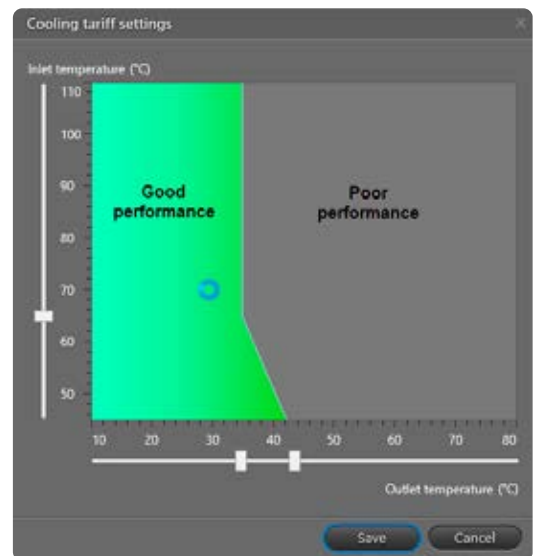 Cooling tariff settings
Inlet temperature (°C)
110
100
90
80
70
60
50
Good
performance
Poor
performance
10 20 30 40 50 60 70 80
Outlet temperature (°C)
Save Cancel